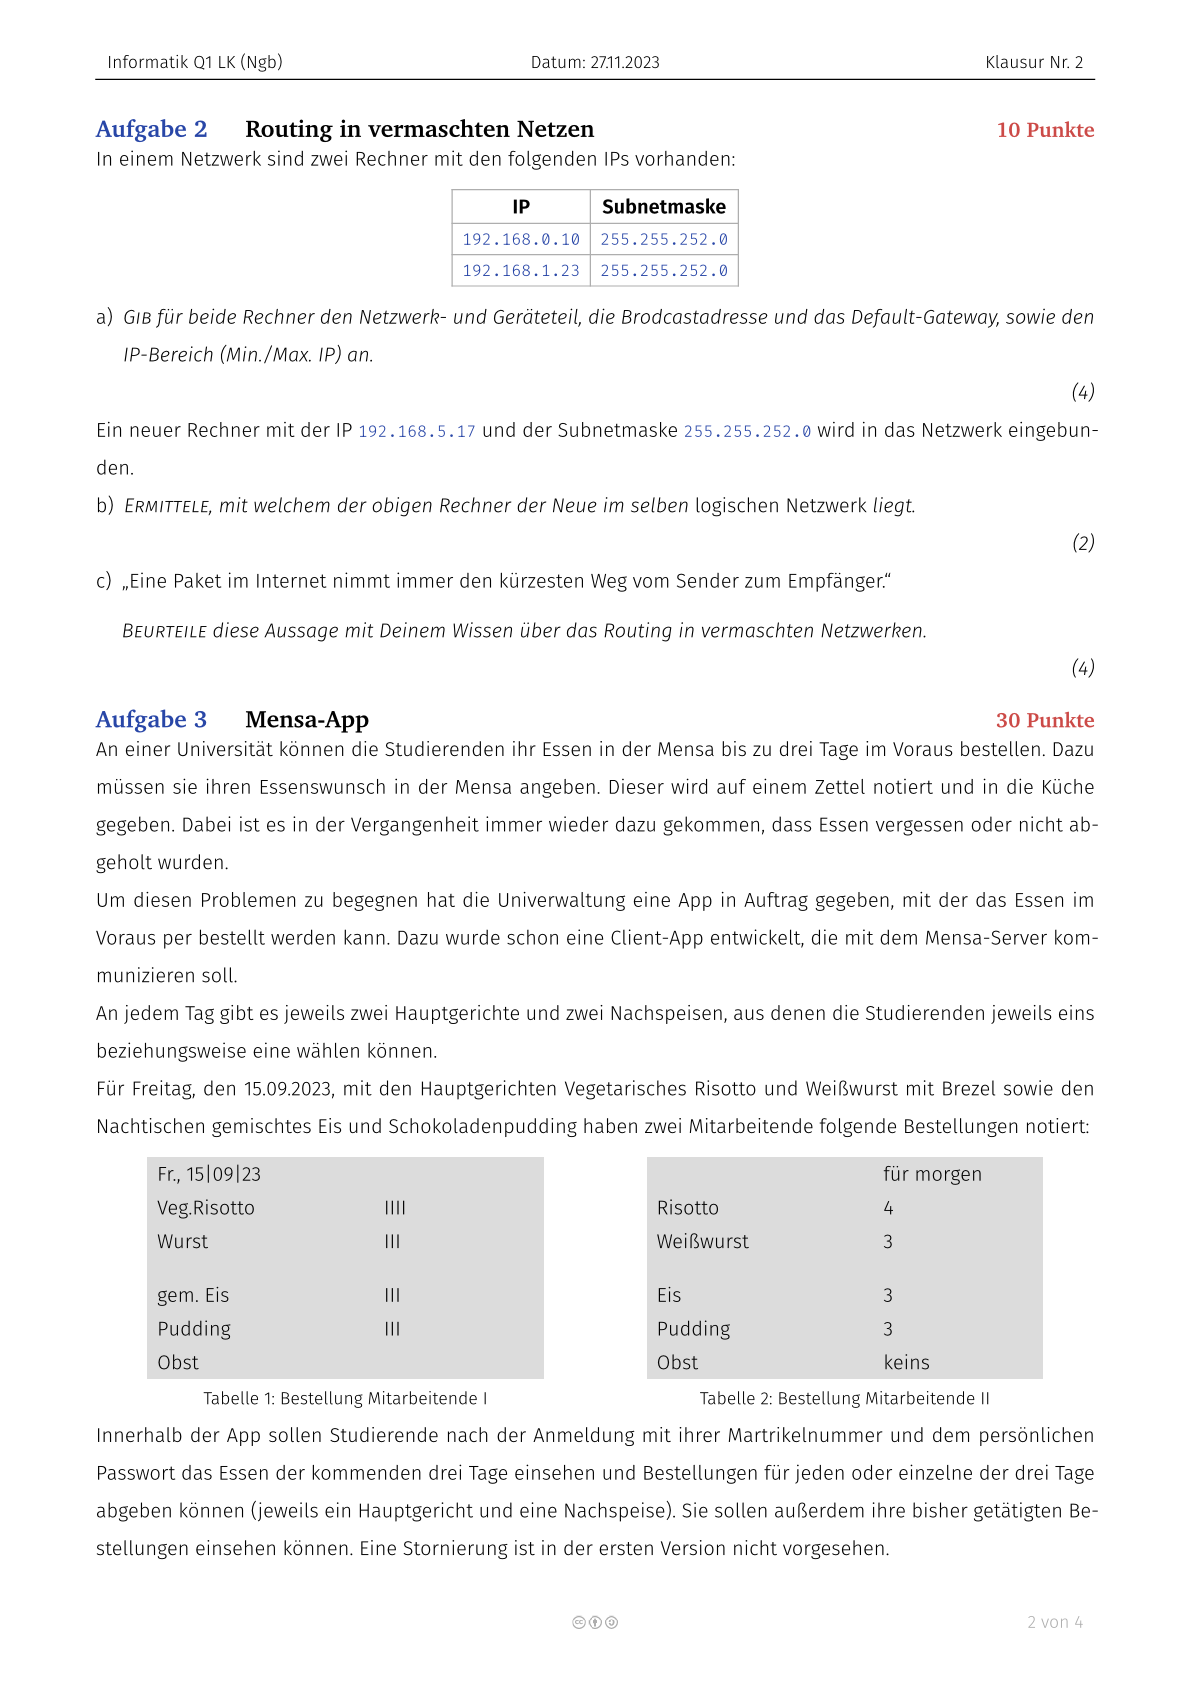 Informatik Q1 LK (Ngb) Datum: 27.11.2023 Klausur Nr. 2
Aufgabe 2 Routing in vermaschten Netzen 10 Punkte
In einem Netzwerk sind zwei Rechner mit den folgenden IPs vorhanden:
IP Subnetmaske
192.168.0.10 255.255.252.0
192.168.1.23 255.255.252.0
a) GIB für beide Rechner den Netzwerk- und Geräteteil, die Brodcastadresse und das Default-Gateway, sowie den
IP-Bereich (Min./Max. IP) an.
(4)
Ein neuer Rechner mit der IP 192.168.5.17 und der Subnetmaske 255.255.252.0 wird in das Netzwerk eingebun-
den.
b) ERMITTELE, mit welchem der obigen Rechner der Neue im selben logischen Netzwerk liegt.
(2)
c) „Eine Paket im Internet nimmt immer den kürzesten Weg vom Sender zum Empfänger.“
BEURTEILE diese Aussage mit Deinem Wissen über das Routing in vermaschten Netzwerken.
(4)
Aufgabe 3 Mensa-App 30 Punkte
An einer Universität können die Studierenden ihr Essen in der Mensa bis zu drei Tage im Voraus bestellen. Dazu
müssen sie ihren Essenswunsch in der Mensa angeben. Dieser wird auf einem Zettel notiert und in die Küche
gegeben. Dabei ist es in der Vergangenheit immer wieder dazu gekommen, dass Essen vergessen oder nicht ab-
geholt wurden.
Um diesen Problemen zu begegnen hat die Univerwaltung eine App in Auftrag gegeben, mit der das Essen im
Voraus per bestellt werden kann. Dazu wurde schon eine Client-App entwickelt, die mit dem Mensa-Server kom-
munizieren soll.
An jedem Tag gibt es jeweils zwei Hauptgerichte und zwei Nachspeisen, aus denen die Studierenden jeweils eins
beziehungsweise eine wählen können.
Für Freitag, den 15.09.2023, mit den Hauptgerichten Vegetarisches Risotto und Weißwurst mit Brezel sowie den
Nachtischen gemischtes Eis und Schokoladenpudding haben zwei Mitarbeitende folgende Bestellungen notiert:
Fr., 15|09|23
Veg.Risotto IIII
Wurst III
gem. Eis III
Pudding III
Obst
Tabelle 1: Bestellung Mitarbeitende I
für morgen
Risotto 4
Weißwurst 3
Eis 3
Pudding 3
Obst keins
Tabelle 2: Bestellung Mitarbeitende II
Innerhalb der App sollen Studierende nach der Anmeldung mit ihrer Martrikelnummer und dem persönlichen
Passwort das Essen der kommenden drei Tage einsehen und Bestellungen für jeden oder einzelne der drei Tage
abgeben können (jeweils ein Hauptgericht und eine Nachspeise). Sie sollen außerdem ihre bisher getätigten Be-
stellungen einsehen können. Eine Stornierung ist in der ersten Version nicht vorgesehen.
2 von 4